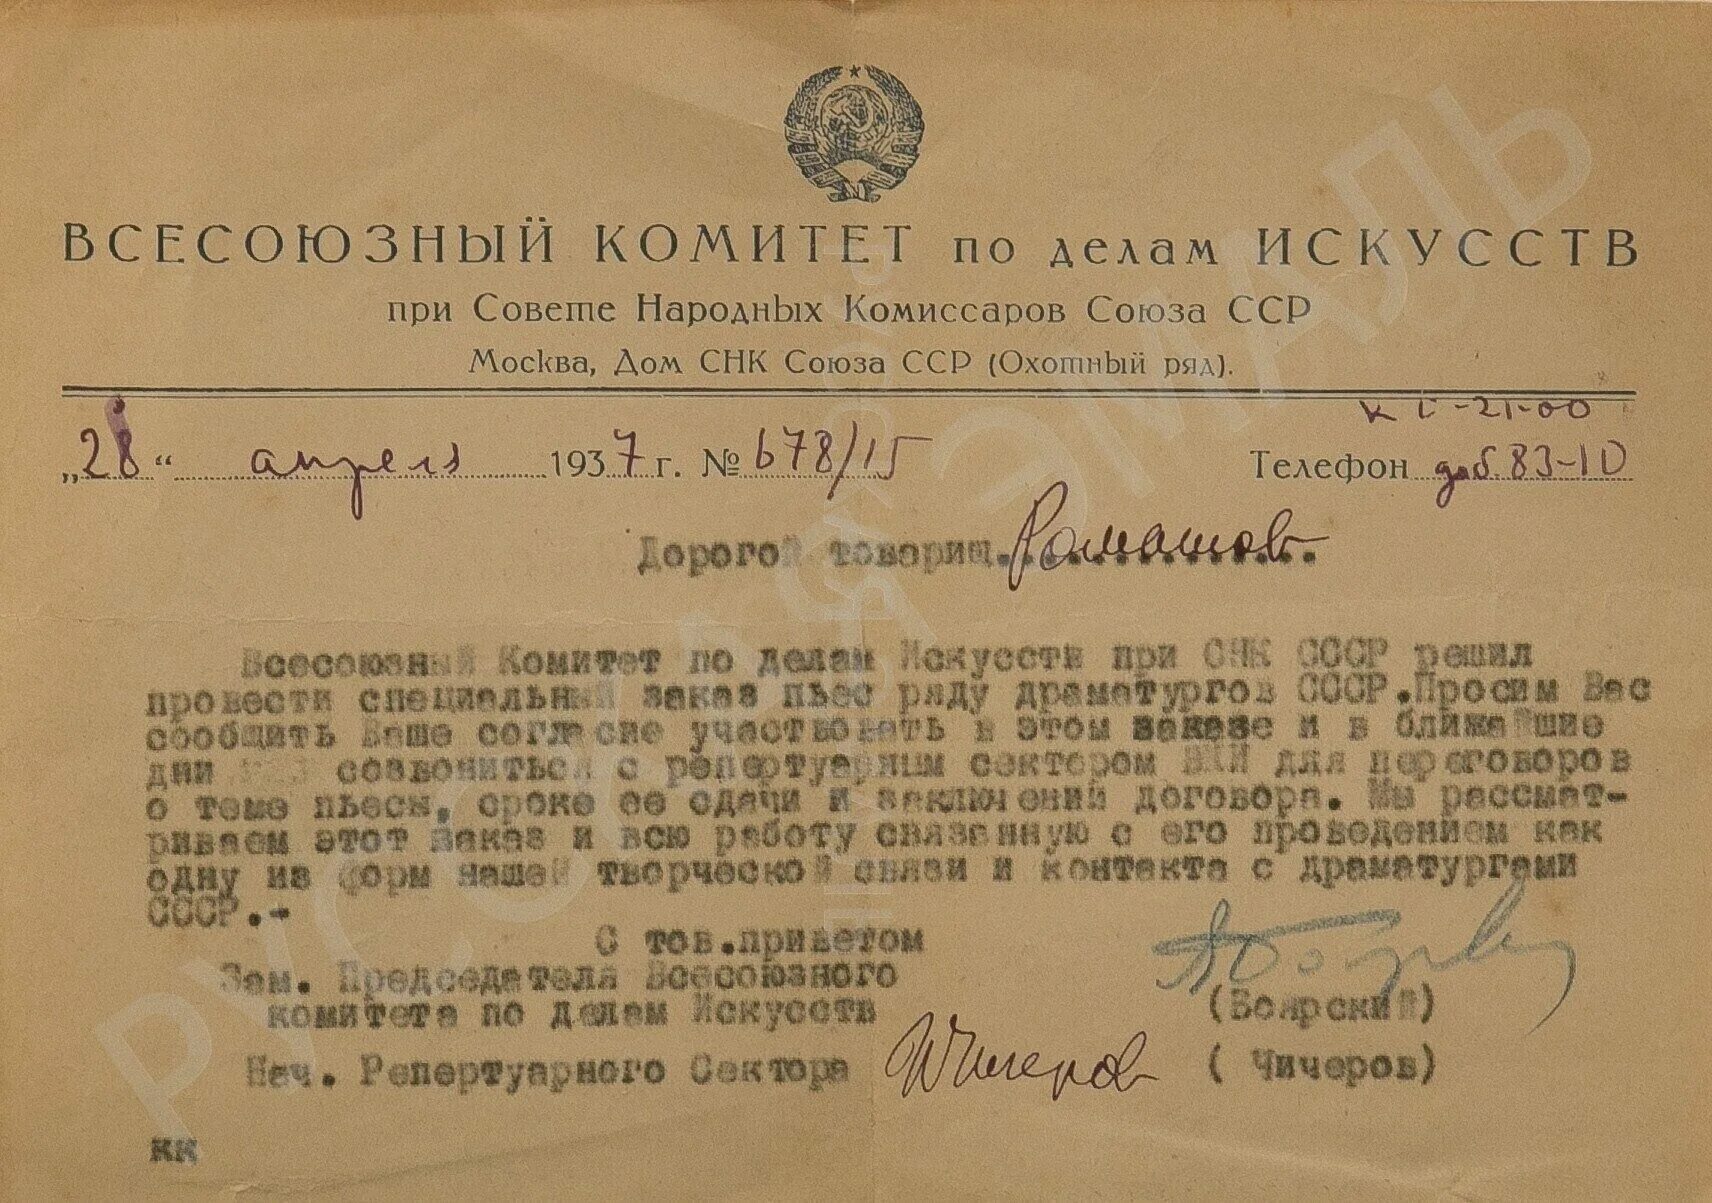 ВСЕСОЮЗНЫЙ КОМИТЕТ по делам ИСКУССТВ
при Совете Народных Комиссаров Союза ССР
Москва, Дом СНК Союза ССР (Охотный ряд).
21-00
„28“ апреля 1937 г. № 678/15 Телефон доб. 83-10
Дорогой товарищ Ромашов
Всесоюзный Комитет по делам Искусств при СНК СССР решил
провести специальный заказ пьес ряду драматургов СССР.Просим Вас
сообщить Ваше согласие участвовать в этом заказе и в ближайшие
дни созвониться с репертуарным сектором ВКИ для переговоров
о теме пьесы, сроке ее сдачи и заключений договора. Мы рассмат-
риваем этот заказ и всю работу связанную с его проведением как
одну из форм нашей творческой связи и контакта с драматургами
СССР.-
С тов.приветом
Зам. Председателя Всесоюзного
комитета по делам Искусств (Боярский)
Нач. Репертуарного Сектора Чичеров ( Чичеров)
кк
РУССКАЯ ЭМАЛЬ